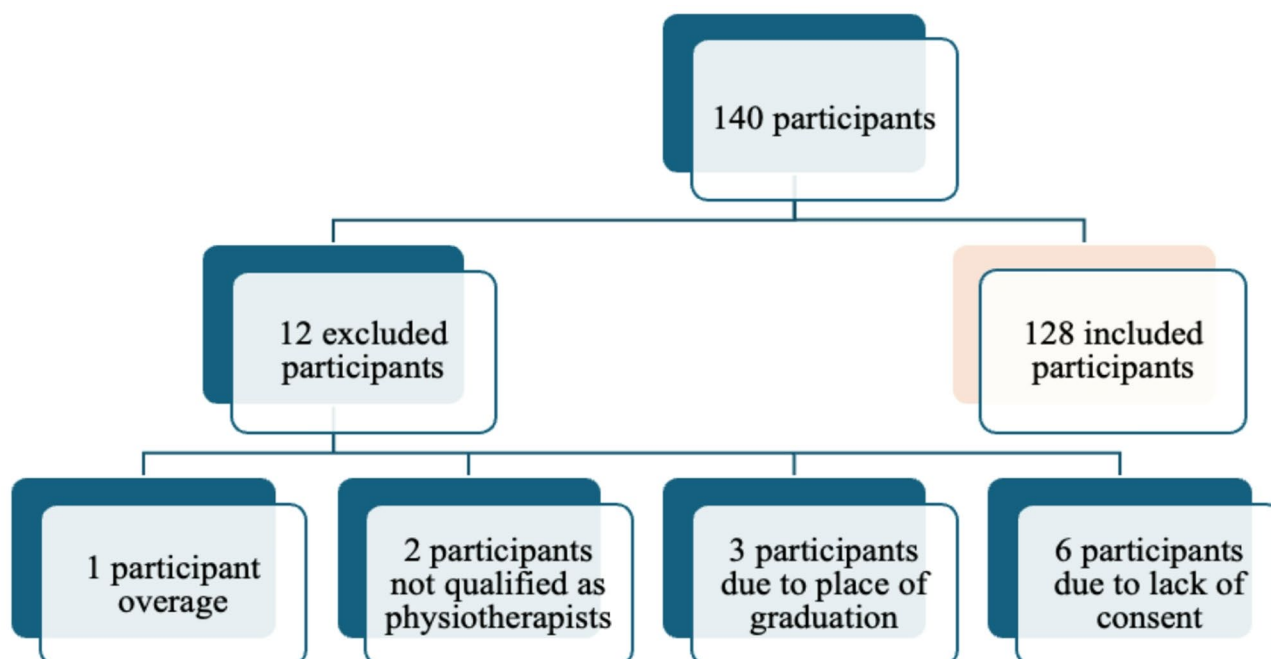 140 participants
12 excluded
participants
128 included
participants
1 participant
overage
2 participants
not qualified as
physiotherapists
3 participants
due to place of
graduation
6 participants
due to lack of
consent